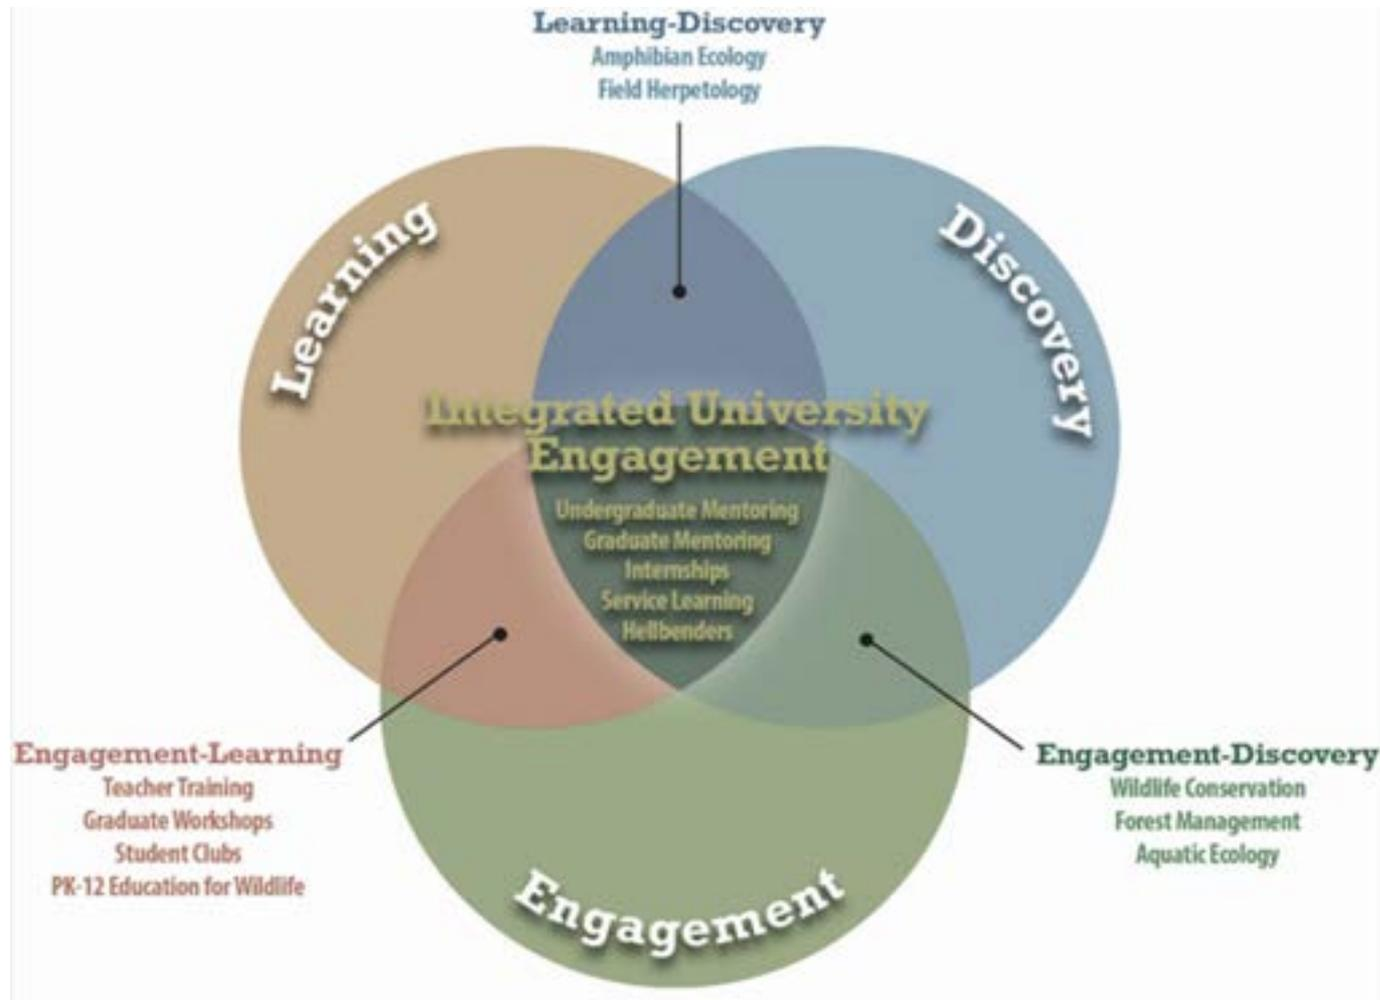 Learning-Discovery
Amphibian Ecology
Field Herpetology
Learning
Discovery
Integrated University
Engagement
Undergraduate Mentoring
Graduate Mentoring
Internships
Service Learning
Hellbenders
Engagement-Learning
Teacher Training
Graduate Workshops
Student Clubs
PK-12 Education for Wildlife
Engagement-Discovery
Wildlife Conservation
Forest Management
Aquatic Ecology
Engagement